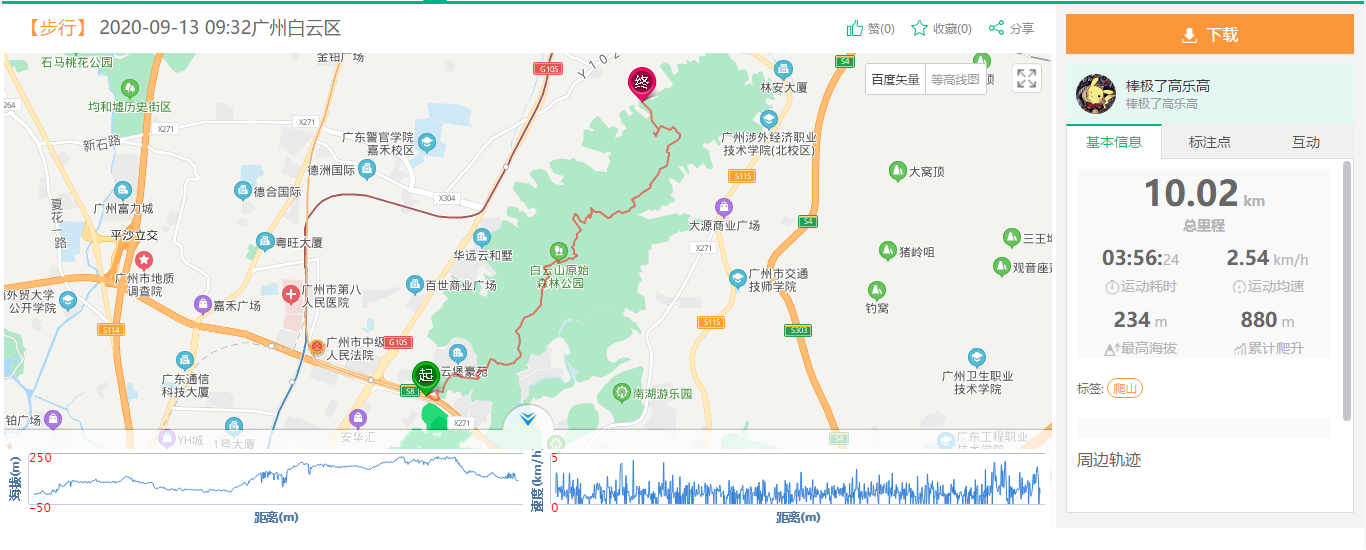 【步行】 2020-09-13 09:32广州白云区
赞(0)
收藏(0)
分享
下载
棒极了高乐高
棒极了高乐高
基本信息
标注点
互动
10.02 km
总里程
03:56:24
2.54 km/h
运动耗时
运动均速
234 m
880 m
最高海拔
累计爬升
标签: 爬山
周边轨迹
百度矢量
等高线图
顶
石马桃花公园
金铂广场
Y102
G105
S4
林安大厦
264
均和墟历史街区
X271
X271
新石路
广东警官学院
嘉禾校区
广州涉外经济职业
技术学院(北校区)
德洲国际
S115
大窝顶
德合国际
X304
夏花一路
广州富力城
大源商业广场
S4
平沙立交
粤旺大厦
华远云和墅
X271
猪岭咀
三王
观音座
广州市地质
调查院
白云山原始
森林公园
广州市交通
技师学院
百世商业广场
外贸大学
公开学院
嘉禾广场
广州市第八
人民医院
钓窝
S114
S115
S303
广州市中级
人民法院
G105
广东通信
科技大厦
云堡豪苑
广州卫生职业
技术学院
起
终
S8
南湖游乐园
铂广场
X271
YH城
1号大厦
安华汇
S4
广东工程职业
海拔(m)
250
-50
距离(m)
速度(km/h)
5
0
距离(m)